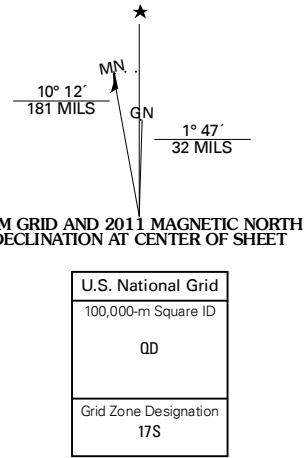 ★
MN
GN
10° 12´
181 MILS
1° 47´
32 MILS
M GRID AND 2011 MAGNETIC NORTH
DECLINATION AT CENTER OF SHEET
U.S. National Grid
100,000-m Square ID
QD
Grid Zone Designation
17S